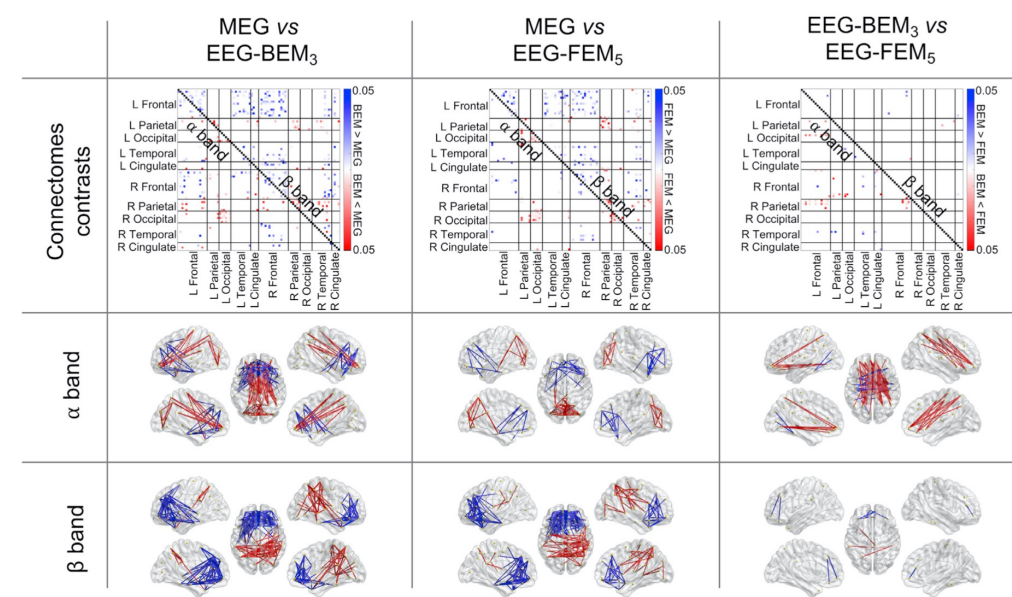 MEG vs
EEG-BEM3
MEG vs
EEG-FEM5
EEG-BEM3 vs
EEG-FEM5
Connectomes
contrasts
L Frontal
L Parietal
L Occipital
L Temporal
L Cingulate
R Frontal
R Parietal
R Occipital
R Temporal
R Cingulate
α band
β band
0.05
BEM > MEG
BEM < MEG
0.05
L Frontal
L Parietal
L Occipital
L Temporal
L Cingulate
R Frontal
R Parietal
R Occipital
R Temporal
R Cingulate
L Frontal
L Parietal
L Occipital
L Temporal
L Cingulate
R Frontal
R Parietal
R Occipital
R Temporal
R Cingulate
α band
β band
0.05
FEM > MEG
FEM < MEG
0.05
L Frontal
L Parietal
L Occipital
L Temporal
L Cingulate
R Frontal
R Parietal
R Occipital
R Temporal
R Cingulate
L Frontal
L Parietal
L Occipital
L Temporal
L Cingulate
R Frontal
R Parietal
R Occipital
R Temporal
R Cingulate
α band
β band
0.05
BEM > FEM
BEM < FEM
0.05
L Frontal
L Parietal
L Occipital
L Temporal
L Cingulate
R Frontal
R Frontal
R Occipital
R Temporal
R Cingulate
α band
β band